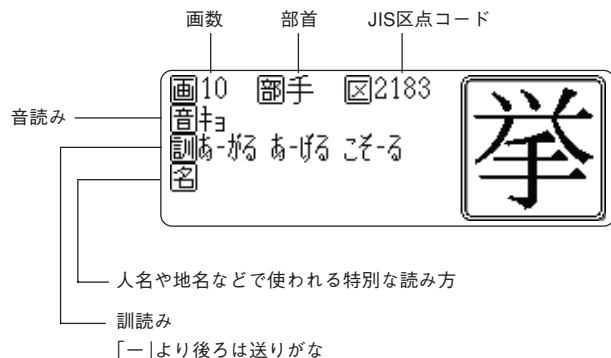 画数 部首 JIS区点コード
画10 部手 区2183
音読み
音キョ
訓あ-がる あ-げる こぞ-る
名
挙
人名や地名などで使われる特別な読み方
訓読み
「－」より後ろは送りがな